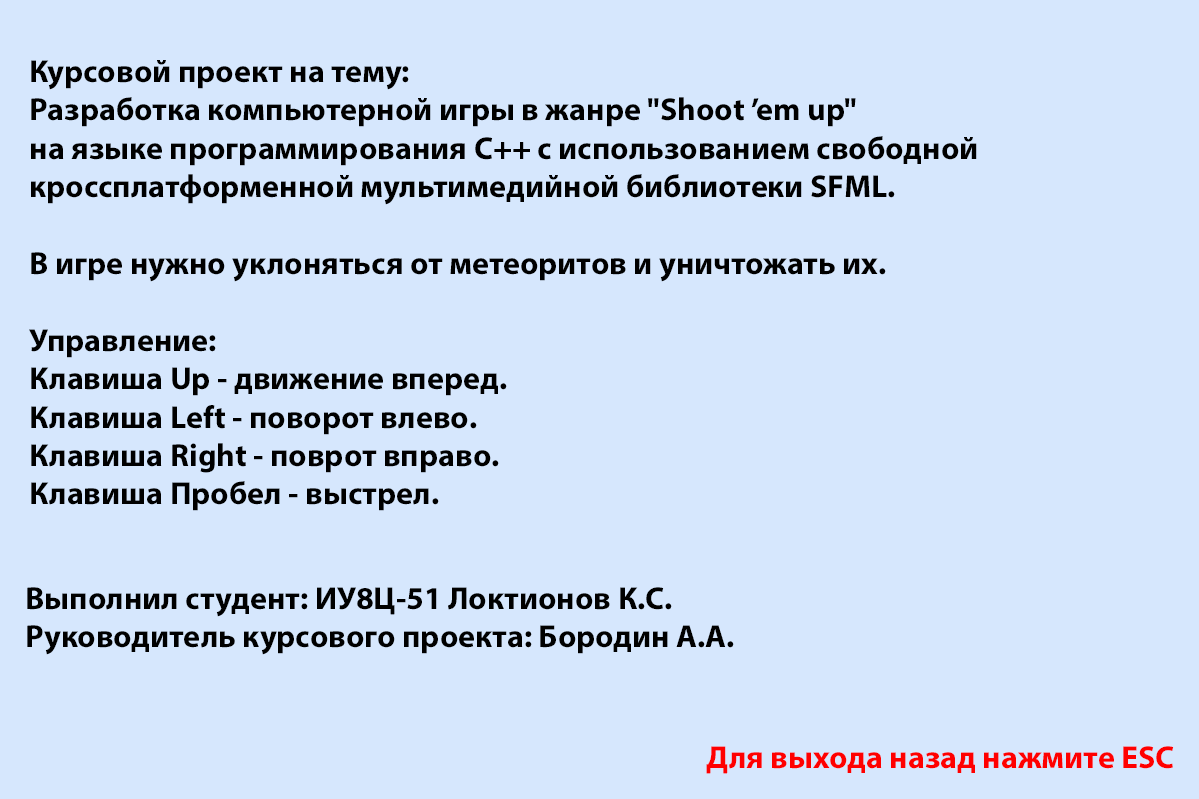 Курсовой проект на тему:
Разработка компьютерной игры в жанре "Shoot ’em up"
на языке программирования С++ с использованием свободной
кроссплатформенной мультимедийной библиотеки SFML.
В игре нужно уклоняться от метеоритов и уничтожать их.
Управление:
Клавиша Up - движение вперед.
Клавиша Left - поворот влево.
Клавиша Right - поврот вправо.
Клавиша Пробел - выстрел.
Выполнил студент: ИУ8Ц-51 Локтионов К.С.
Руководитель курсового проекта: Бородин А.А.
Для выхода назад нажмите ESC